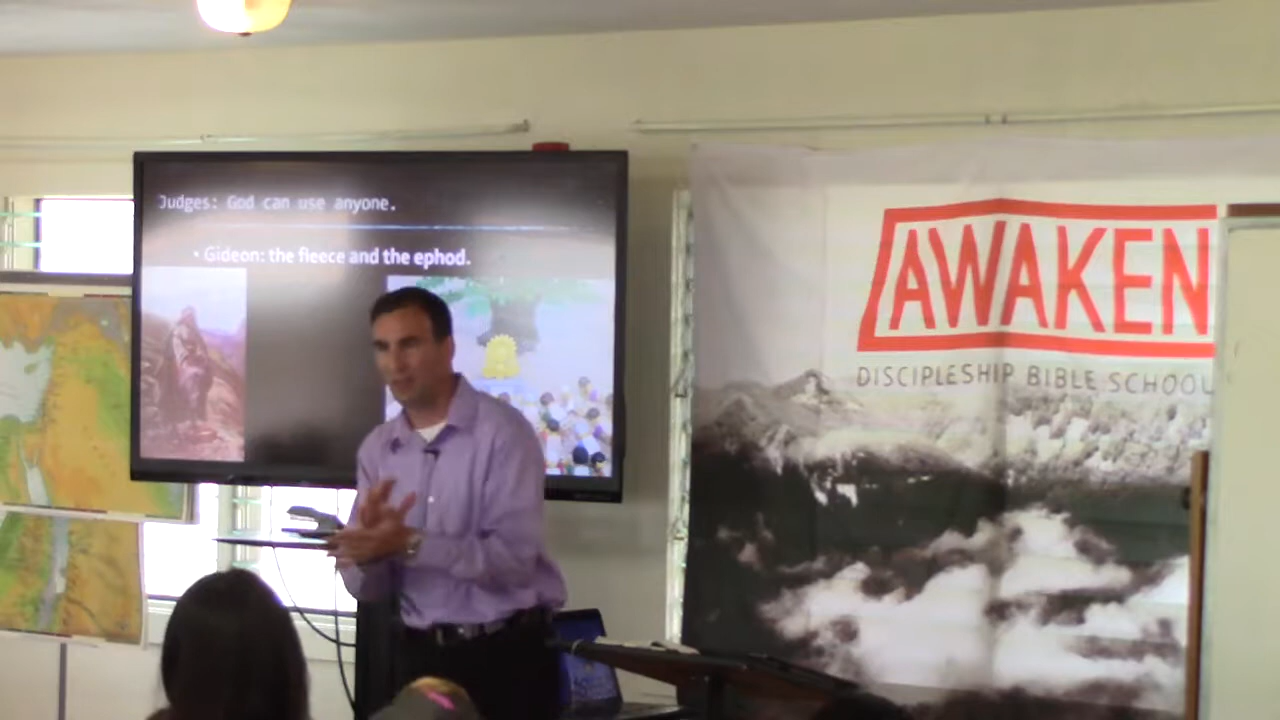 Judges: God can use anyone.
• Gideon: the fleece and the ephod.
AWAKEN
DISCIPLESHIP BIBLE SCHOOL